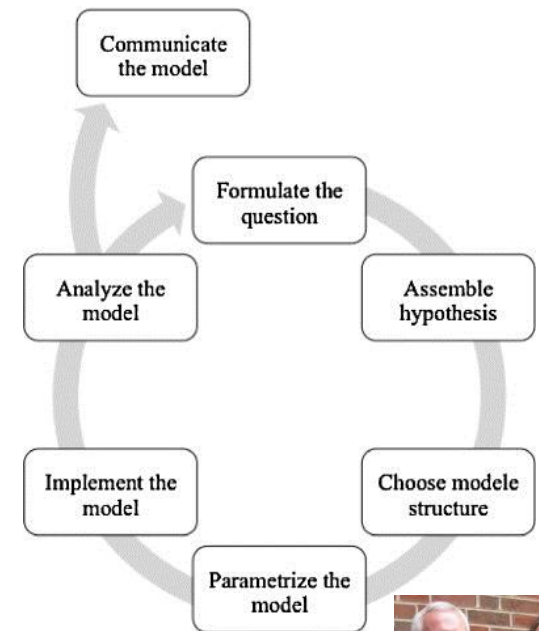 Communicate
the model
Formulate the
question
Assemble
hypothesis
Choose modele
structure
Parametrize the
model
Implement the
model
Analyze the
model